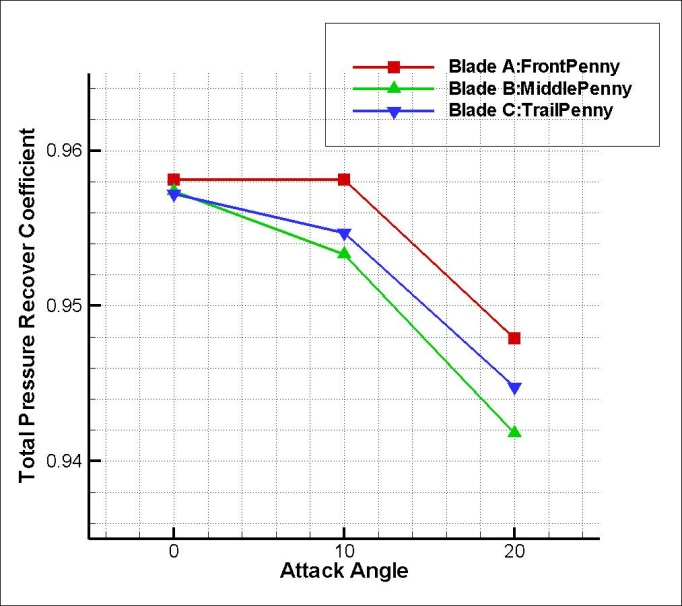 Blade A:FrontPenny
Blade B:MiddlePenny
Blade C:TrailPenny
Total Pressure Recover Coefficient
0.96
0.95
0.94
0 10 20
Attack Angle